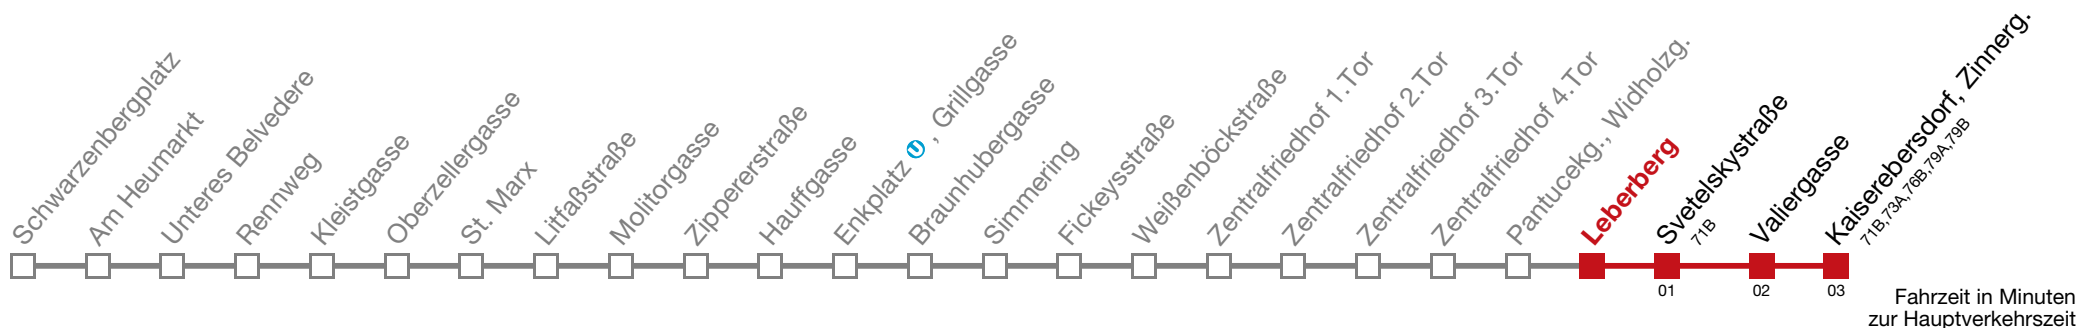 Schwarzenbergplatz
Am Heumarkt
Unteres Belvedere
Rennweg
Kleistgasse
Oberzellergasse
St. Marx
Litfaßstraße
Molitorgasse
Zippererstraße
Hauffgasse
Enkplatz U, Grillgasse
Braunhubergasse
Simmering
Fickeysstraße
Weißenböckstraße
Zentralfriedhof 1.Tor
Zentralfriedhof 2.Tor
Zentralfriedhof 3.Tor
Zentralfriedhof 4.Tor
Pantucekg., Widholzg.
Leberberg
Svetelskystraße
71B
Valiergasse
Kaiserebersdorf, Zinnerg.
71B,73A,76B,79A,79B
01
02
03
Fahrzeit in Minuten
zur Hauptverkehrszeit